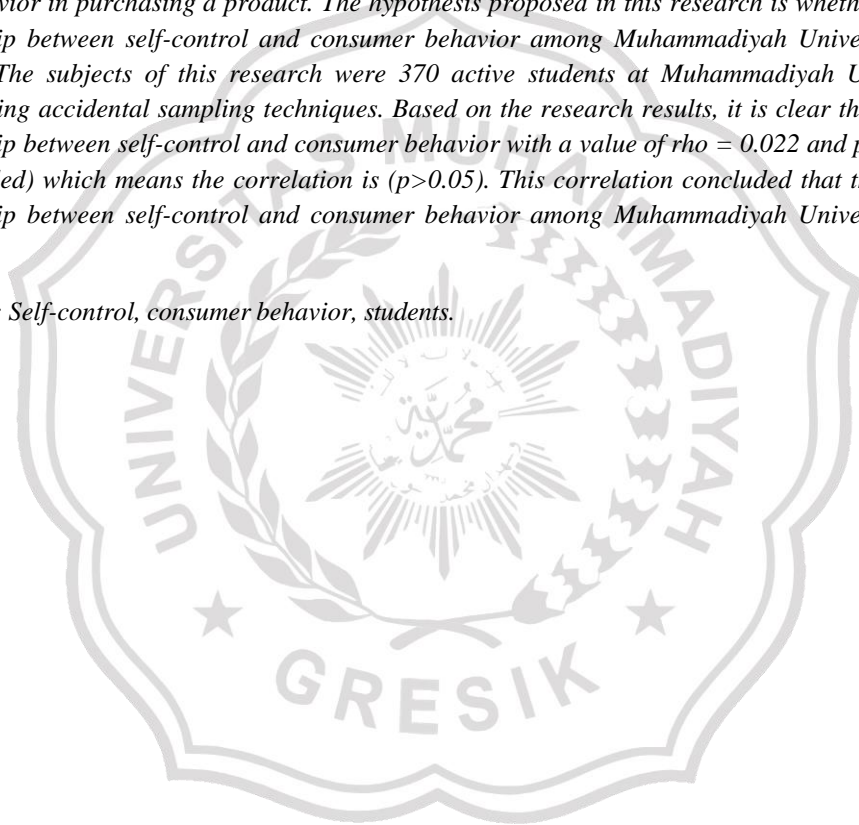 vior in purchasing a product. The hypothesis proposed in this research is whethe
ip between self-control and consumer behavior among Muhammadiyah Unive
The subjects of this research were 370 active students at Muhammadiyah U
ing accidental sampling techniques. Based on the research results, it is clear th
ip between self-control and consumer behavior with a value of rho = 0.022 and p
ed) which means the correlation is (p>0.05). This correlation concluded that t
ip between self-control and consumer behavior among Muhammadiyah Unive
: Self-control, consumer behavior, students.
UNIVERSITAS MUHAMMADIYAH
محمدية
GRESIK